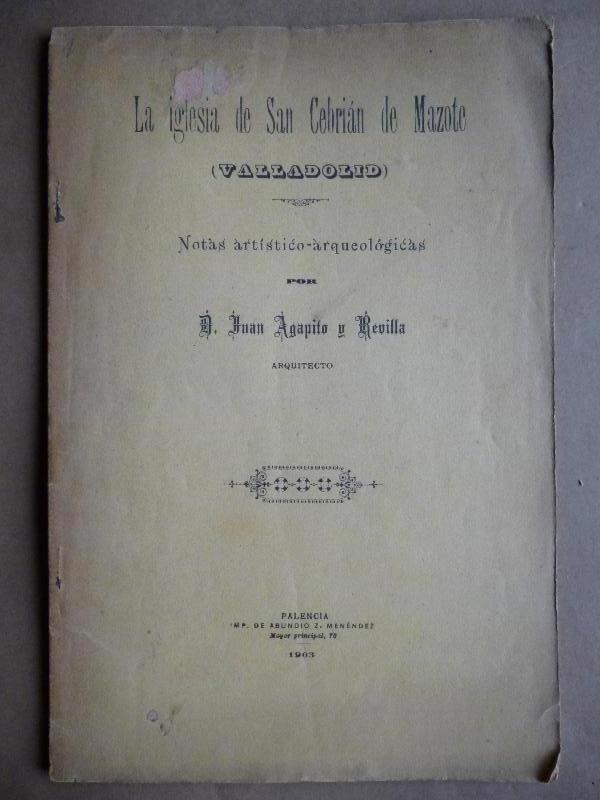 La iglesia de San Cebrián de Mazote
(VALLADOLID)
Notas artístico-arqueológicas
POR
D. Juan Agapito y Revilla
ARQUITECTO
PALENCIA
IMP. DE ABUNDIO Z. MENÉNDEZ
Mayor principal, 70
1903